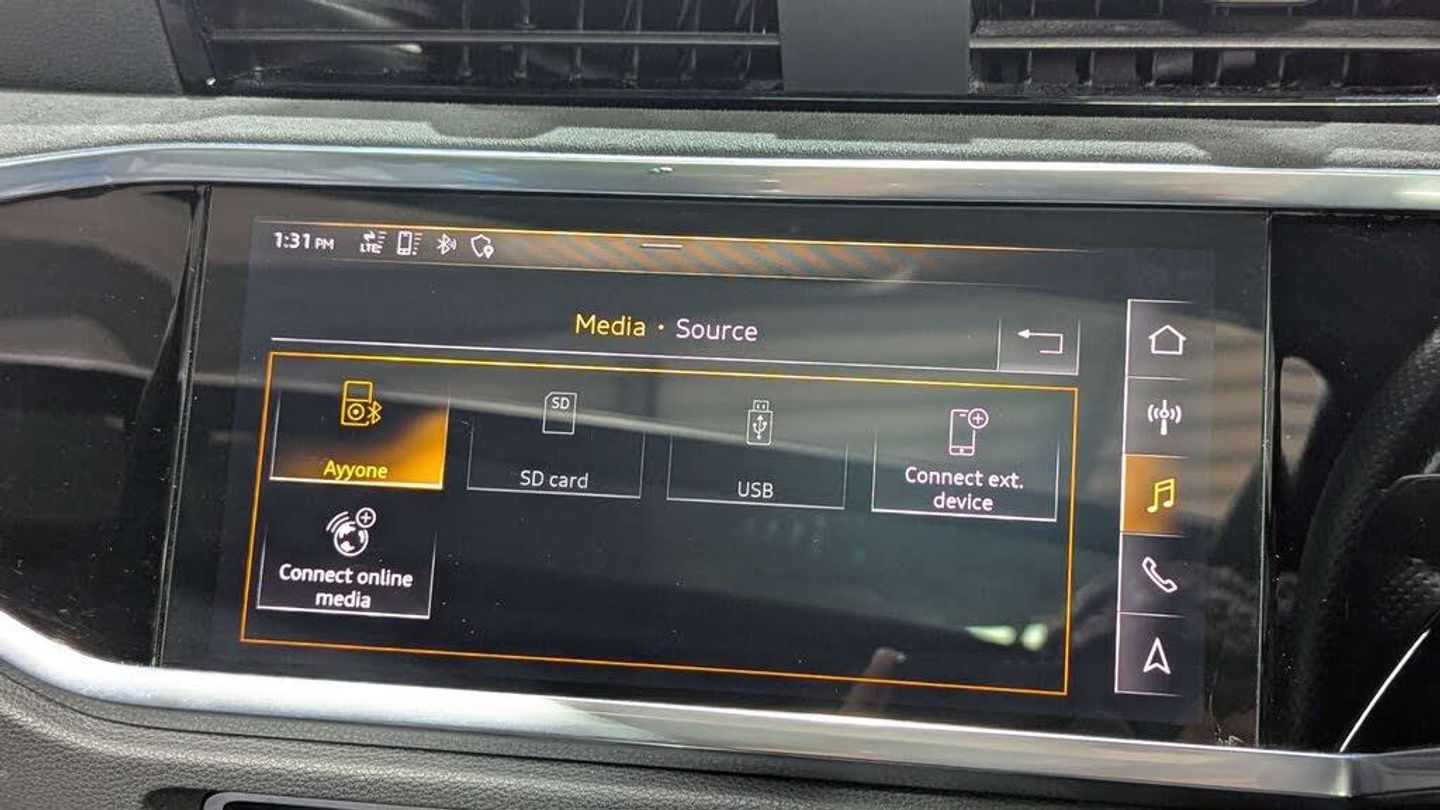 1:31 PM LTE
Media • Source
SD
Ayyone
SD card
USB
Connect ext.
device
Connect online
media